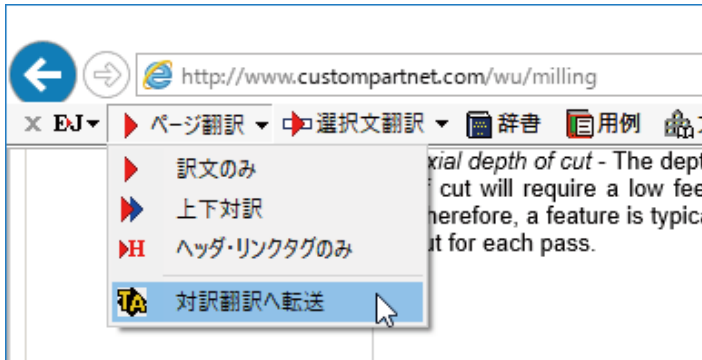 http://www.custompartnet.com/wu/milling
× EJ ページ翻訳 選択文翻訳 辞書 用例
訳文のみ
上下対訳
H ヘッダ・リンクタグのみ
TA 対訳翻訳へ転送
xial depth of cut - The dept
cut will require a low fee
herefore, a feature is typica
ut for each pass.